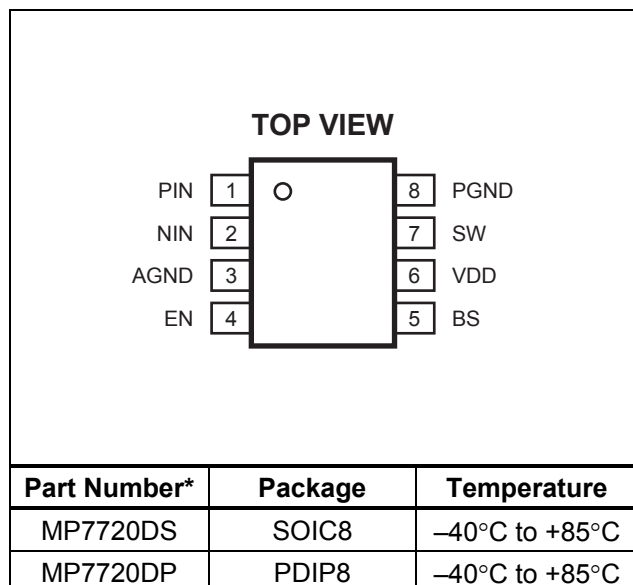 TOP VIEW
PIN 1 8 PGND
NIN 2 7 SW
AGND 3 6 VDD
EN 4 5 BS
Part Number* Package Temperature
MP7720DS SOIC8 –40°C to +85°C
MP7720DP PDIP8 –40°C to +85°C